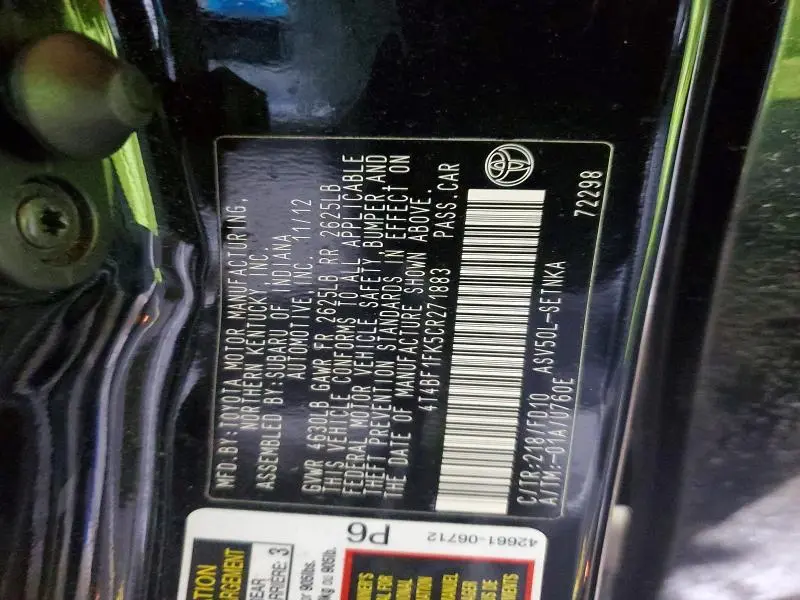 MFD.BY:TOYOTA MOTOR MANUFACTURING,
NORTHERN KENTUCKY, INC.
ASSEMBLED BY:SUBARU OF INDIANA
AUTOMOTIVE, INC. 11/12
GVWR 4630LB GAWR FR 2625LB RR 2625LB
THIS VEHICLE CONFORMS TO ALL APPLICABLE
FEDERAL MOTOR VEHICLE SAFETY, BUMPER AND
THEFT PREVENTION STANDARDS IN EFFECT ON
THE DATE OF MANUFACTURE SHOWN ABOVE.
4T4BF1FK5CR271883 PASS.CAR
C/TR:218/FD10 ASV50L-SETNKA
A/TM:-01A/U760E
72298
P6
42661-06712
ARRIERE: 3